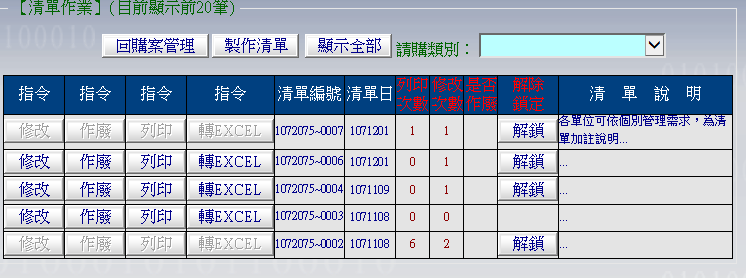 【清單作業】(目前顯示前20筆)
回購案管理 製作清單 顯示全部 請購類別：
指令 指令 指令 指令 清單編號 清單日 列印次數 修改次數 是否作廢 解除鎖定 清 單 說 明
修改 作廢 列印 轉EXCEL 1072075~0007 1071201 1 1 解鎖 各單位可依個別管理需求，為清單加註說明...
修改 作廢 列印 轉EXCEL 1072075~0006 1071201 0 1 解鎖 ...
修改 作廢 列印 轉EXCEL 1072075~0004 1071109 0 1 解鎖 ...
修改 作廢 列印 轉EXCEL 1072075~0003 1071108 0 0 ...
修改 作廢 列印 轉EXCEL 1072075~0002 1071108 6 2 解鎖 ...